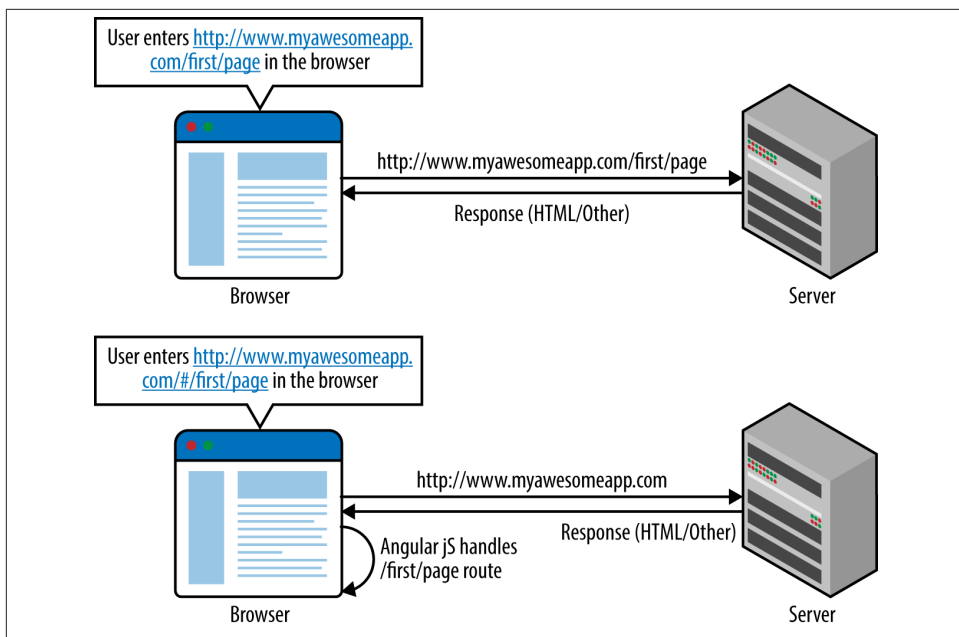 User enters http://www.myawesomeapp.
com/first/page in the browser
http://www.myawesomeapp.com/first/page
Response (HTML/Other)
Browser
Server
User enters http://www.myawesomeapp.
com/#/first/page in the browser
http://www.myawesomeapp.com
Response (HTML/Other)
Angular jS handles
/first/page route
Browser
Server